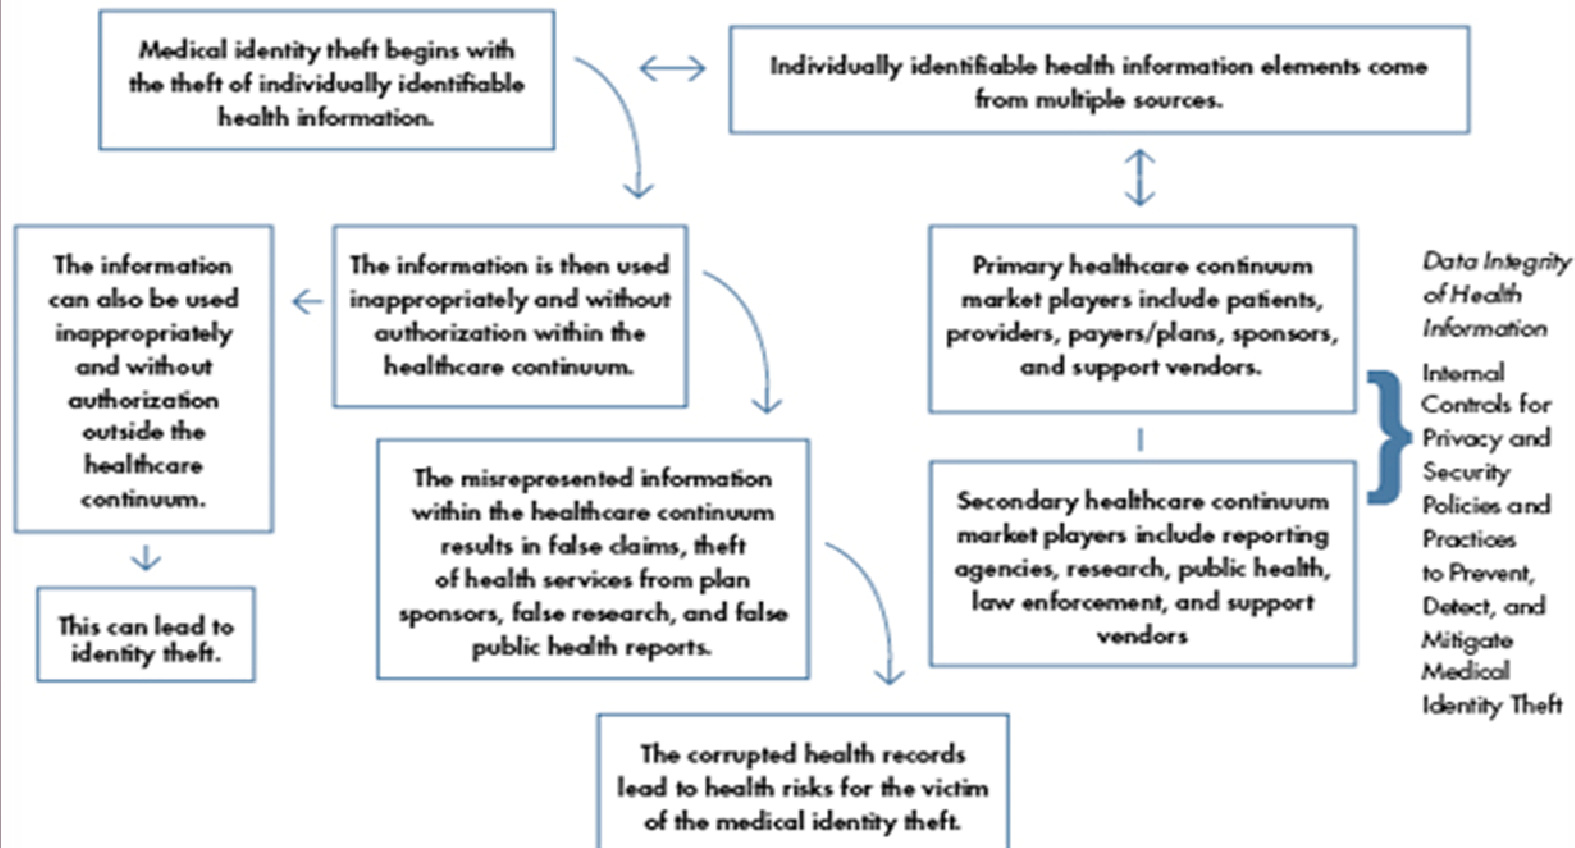 Medical identity theft begins with
the theft of individually identifiable
health information.
Individually identifiable health information elements come
from multiple sources.
The information
can also be used
inappropriately
and without
authorization
outside the
healthcare
continuum.
The information is then used
inappropriately and without
authorization within the
healthcare continuum.
Primary healthcare continuum
market players include patients,
providers, payers/plans, sponsors,
and support vendors.
Data Integrity
of Health
Information
Internal
Controls for
Privacy and
Security
Policies and
Practices
to Prevent,
Detect, and
Mitigate
Medical
Identity Theft
The misrepresented information
within the healthcare continuum
results in false claims, theft
of health services from plan
sponsors, false research, and false
public health reports.
Secondary healthcare continuum
market players include reporting
agencies, research, public health,
law enforcement, and support
vendors
This can lead to
identity theft.
The corrupted health records
lead to health risks for the victim
of the medical identity theft.